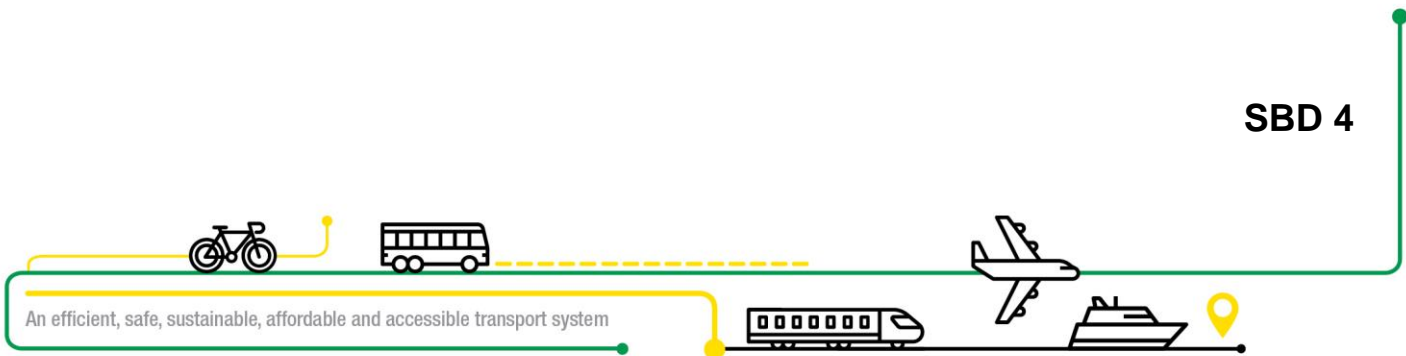 SBD 4
An efficient, safe, sustainable, affordable and accessible transport system